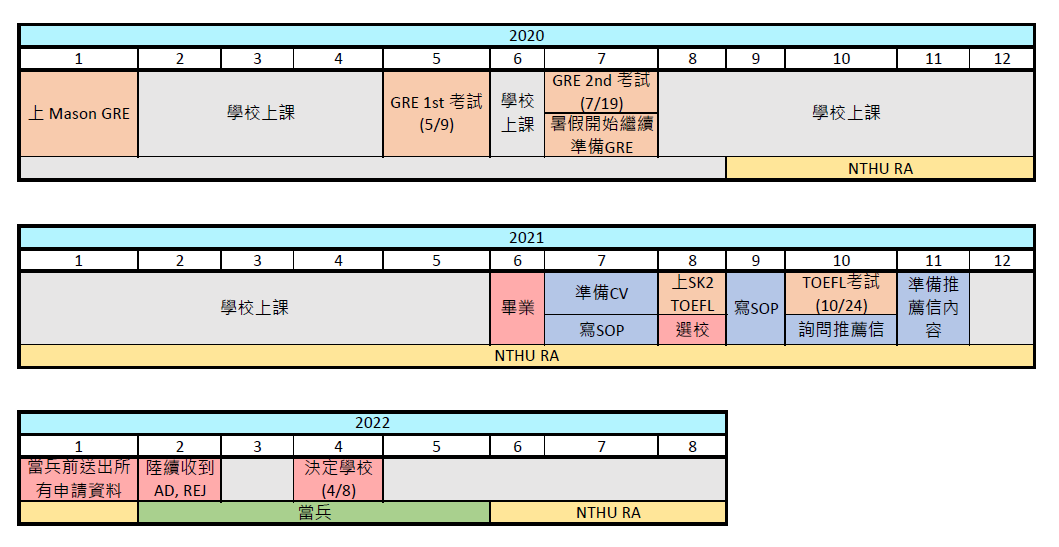 2020
1 2 3 4 5 6 7 8 9 10 11 12
上 Mason GRE
學校上課
GRE 1st 考試
(5/9)
學校
上課
GRE 2nd 考試
(7/19)
暑假開始繼續
準備GRE
學校上課
NTHU RA
2021
1 2 3 4 5 6 7 8 9 10 11 12
學校上課
畢業
準備CV
寫SOP
上SK2
TOEFL
選校
寫SOP
TOEFL考試
(10/24)
詢問推薦信
準備推
薦信內
容
NTHU RA
2022
1 2 3 4 5 6 7 8
當兵前送出所
有申請資料
陸續收到
AD, REJ
決定學校
(4/8)
當兵
NTHU RA